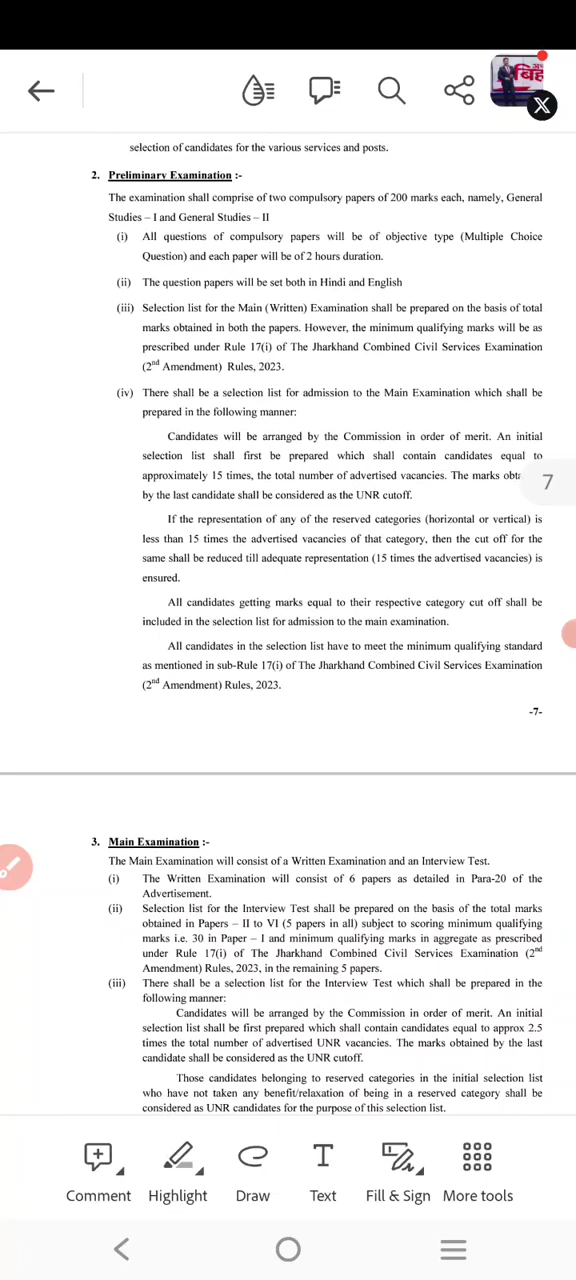 बिह
X
selection of candidates for the various services and posts.
2. Preliminary Examination :-
The examination shall comprise of two compulsory papers of 200 marks each, namely, General
Studies – I and General Studies – II
(i) All questions of compulsory papers will be of objective type (Multiple Choice
Question) and each paper will be of 2 hours duration.
(ii) The question papers will be set both in Hindi and English
(iii) Selection list for the Main (Written) Examination shall be prepared on the basis of total
marks obtained in both the papers. However, the minimum qualifying marks will be as
prescribed under Rule 17(i) of The Jharkhand Combined Civil Services Examination
(2nd Amendment) Rules, 2023.
(iv) There shall be a selection list for admission to the Main Examination which shall be
prepared in the following manner:
Candidates will be arranged by the Commission in order of merit. An initial
selection list shall first be prepared which shall contain candidates equal to
approximately 15 times, the total number of advertised vacancies. The marks obta
7
by the last candidate shall be considered as the UNR cutoff.
If the representation of any of the reserved categories (horizontal or vertical) is
less than 15 times the advertised vacancies of that category, then the cut off for the
same shall be reduced till adequate representation (15 times the advertised vacancies) is
ensured.
All candidates getting marks equal to their respective category cut off shall be
included in the selection list for admission to the main examination.
All candidates in the selection list have to meet the minimum qualifying standard
as mentioned in sub-Rule 17(i) of The Jharkhand Combined Civil Services Examination
(2nd Amendment) Rules, 2023.
-7-
3. Main Examination :-
The Main Examination will consist of a Written Examination and an Interview Test.
(i) The Written Examination will consist of 6 papers as detailed in Para-20 of the
Advertisement.
(ii) Selection list for the Interview Test shall be prepared on the basis of the total marks
obtained in Papers – II to VI (5 papers in all) subject to scoring minimum qualifying
marks i.e. 30 in Paper – I and minimum qualifying marks in aggregate as prescribed
under Rule 17(i) of The Jharkhand Combined Civil Services Examination (2nd
Amendment) Rules, 2023, in the remaining 5 papers.
(iii) There shall be a selection list for the Interview Test which shall be prepared in the
following manner:
Candidates will be arranged by the Commission in order of merit. An initial
selection list shall be first prepared which shall contain candidates equal to approx 2.5
times the total number of advertised UNR vacancies. The marks obtained by the last
candidate shall be considered as the UNR cutoff.
Those candidates belonging to reserved categories in the initial selection list
who have not taken any benefit/relaxation of being in a reserved category shall be
considered as UNR candidates for the purpose of this selection list.
Comment Highlight Draw Text Fill & Sign More tools